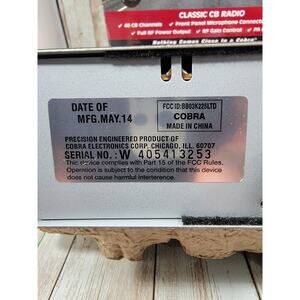 CLASSIC CB RADIO
✓ 40 CB Channels ✓ Front Panel Microphone Connector
✓ Full RF Power Output ✓ RF Gain Control ✓ PA
Nothing Comes Close to a Cobra
DATE OF
MFG.MAY.14
FCC ID:BBO3K225LTD
COBRA
MADE IN CHINA
PRECISION ENGINEERED PRODUCT OF
COBRA ELECTRONICS CORP. CHICAGO, ILL. 60707
SERIAL NO.: W 405413253
This device complies with Part 15 of the FCC Rules.
Operation is subject to the condition that this device
does not cause harmful interference.